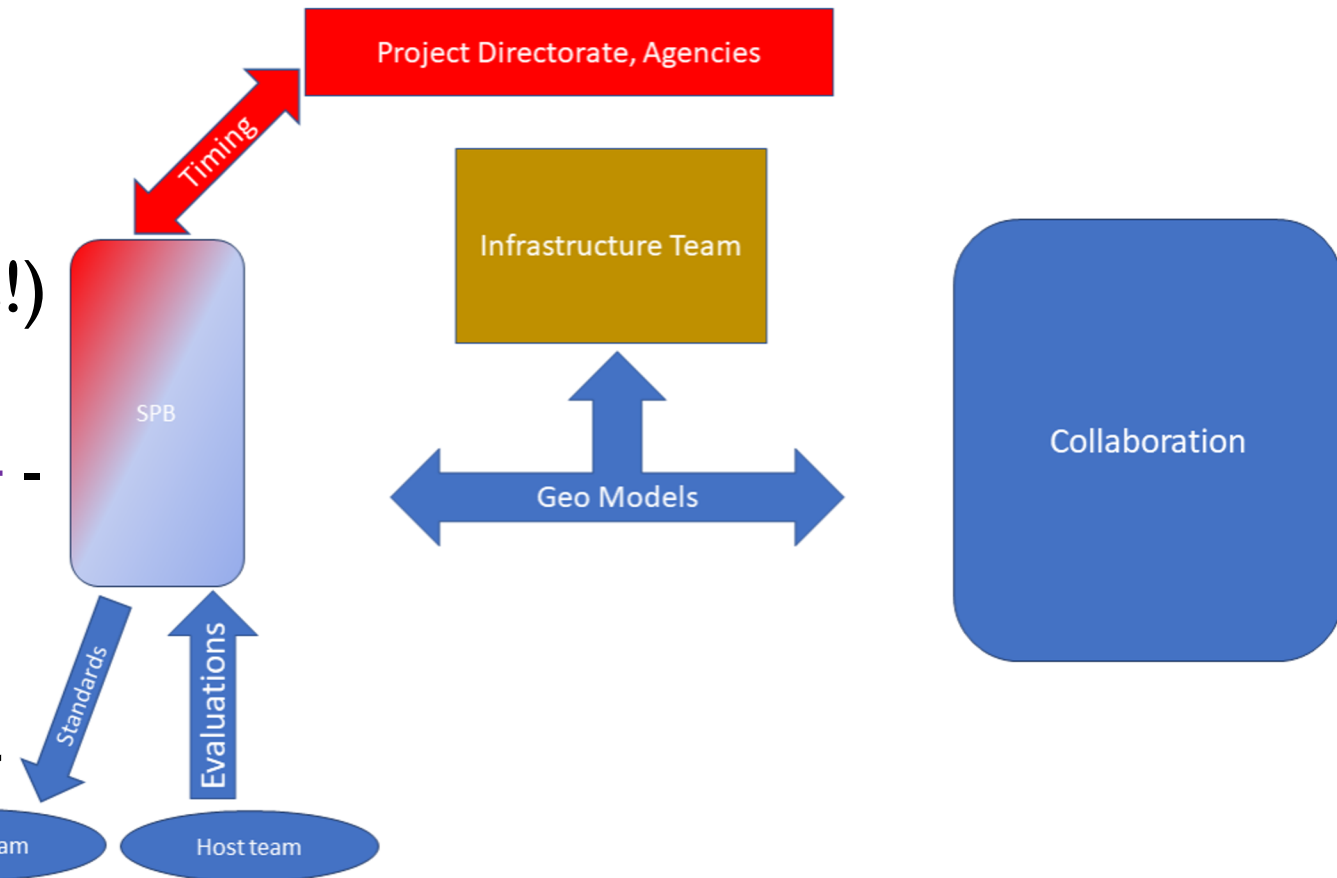 Project Directorate, Agencies
Timing
Infrastructure Team
!)
SPB
Collaboration
-
Geo Models
Standards
Evaluations
am
Host team